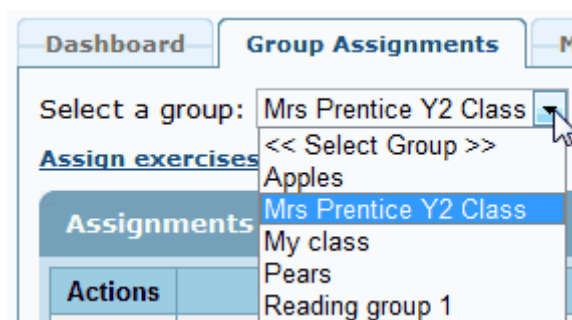 Dashboard Group Assignments M
Select a group: Mrs Prentice Y2 Class
<< Select Group >>
Assign exercises
Apples
Mrs Prentice Y2 Class
Assignments
My class
Pears
Actions
Reading group 1